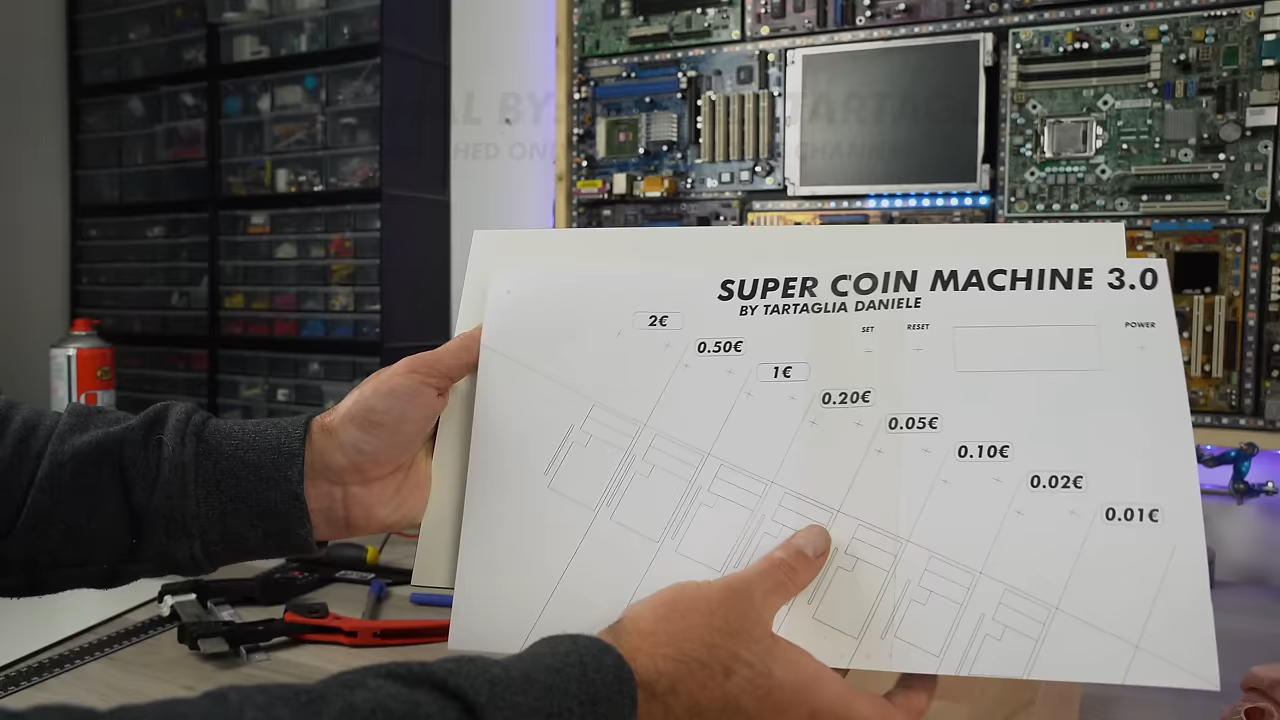 SUPER COIN MACHINE 3.0
BY TARTAGLIA DANIELE
2€
0.50€
1€
0.20€
0.05€
0.10€
0.02€
0.01€
SET
RESET
POWER